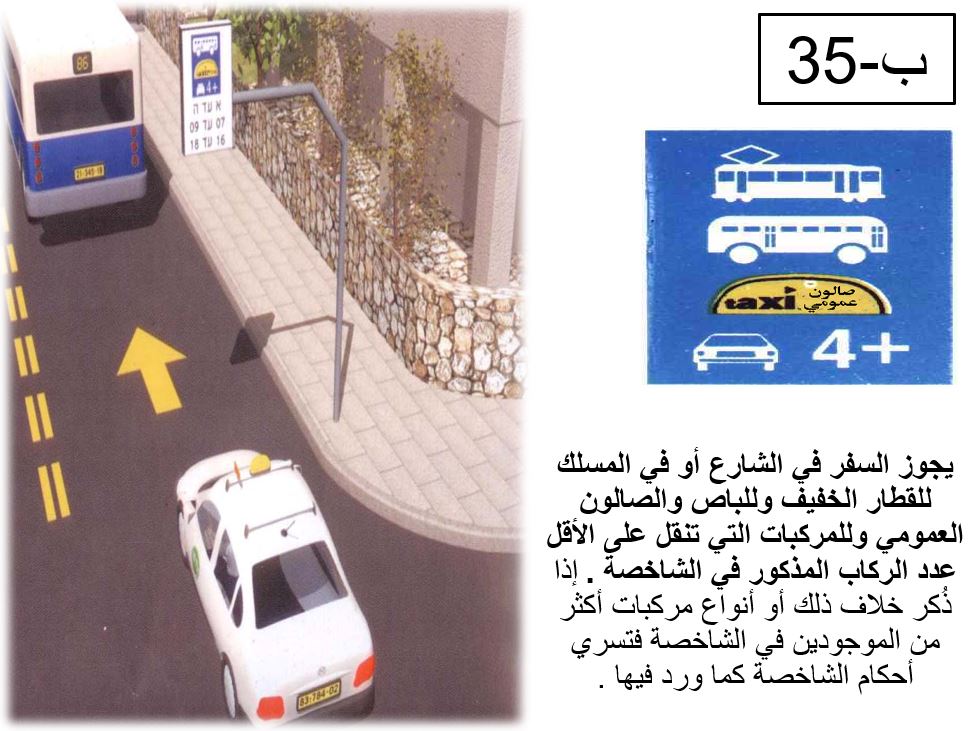 ب-35
taxi صالون عمومي
4+
يجوز السفر في الشارع أو في المسلك
للقطار الخفيف وللباص والصالون
العمومي وللمركبات التي تنقل على الأقل
عدد الركاب المذكور في الشاخصة . إذا
ذُكر خلاف ذلك أو أنواع مركبات أكثر
من الموجودين في الشاخصة فتسري
أحكام الشاخصة كما ورد فيها .
86
21-345-18
4+
א עד ה
07 עד 09
16 עד 18
83-784-02